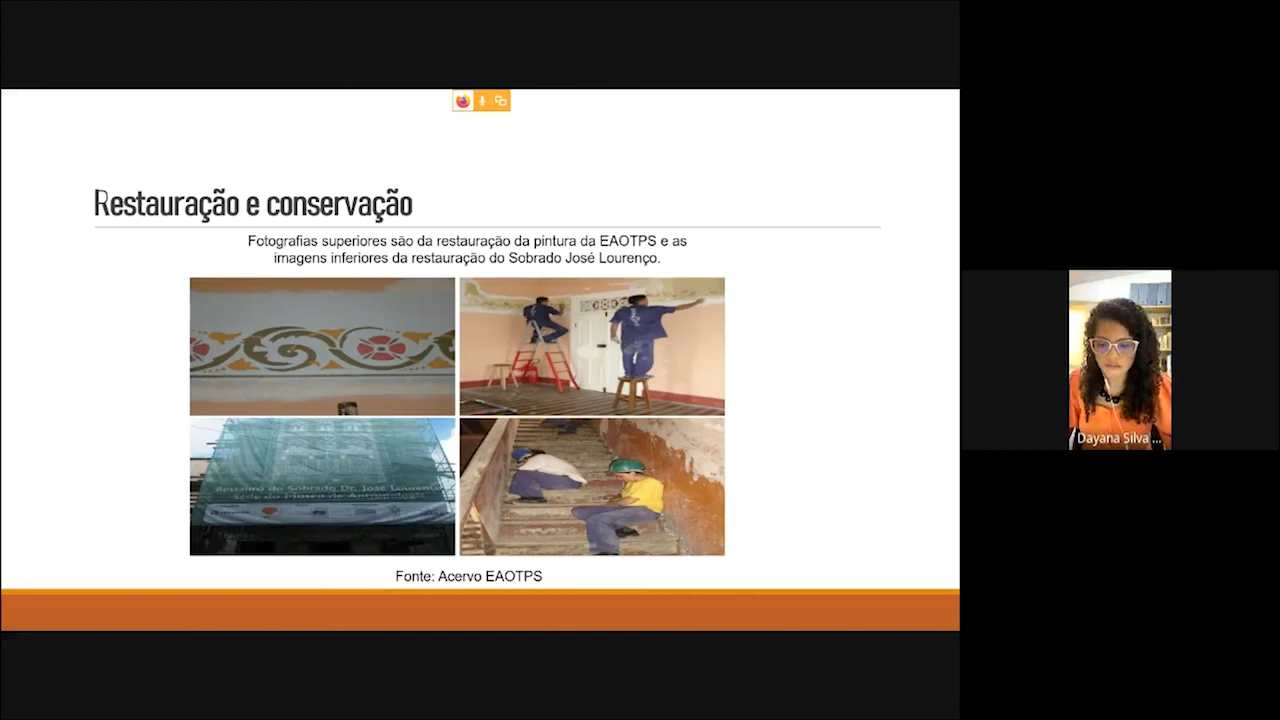 Restauração e conservação
Fotografias superiores são da restauração da pintura da EAOTPS e as
imagens inferiores da restauração do Sobrado José Lourenço.
Restauro do Sobrado Dr. José Lourenço
Sede do Museu de Antropologia
Fonte: Acervo EAOTPS
Dayana Silva ...